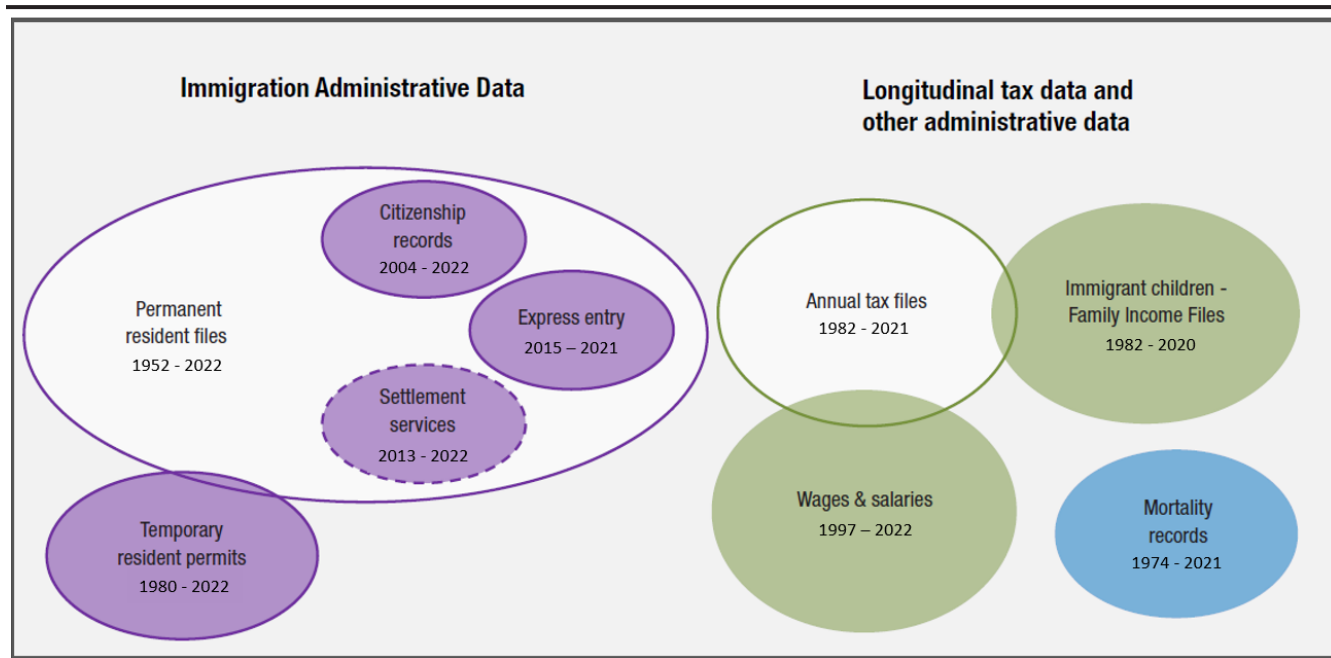 Immigration Administrative Data
Longitudinal tax data and
other administrative data
Citizenship
records
2004 - 2022
Permanent
resident files
1952 - 2022
Express entry
2015 – 2021
Settlement
services
2013 - 2022
Temporary
resident permits
1980 - 2022
Annual tax files
1982 - 2021
Immigrant children -
Family Income Files
1982 - 2020
Wages & salaries
1997 – 2022
Mortality
records
1974 - 2021